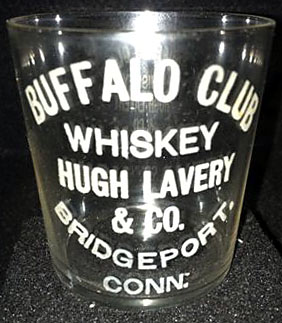 BUFFALO CLUB
WHISKEY
HUGH LAVERY
& CO.
BRIDGEPORT,
CONN.